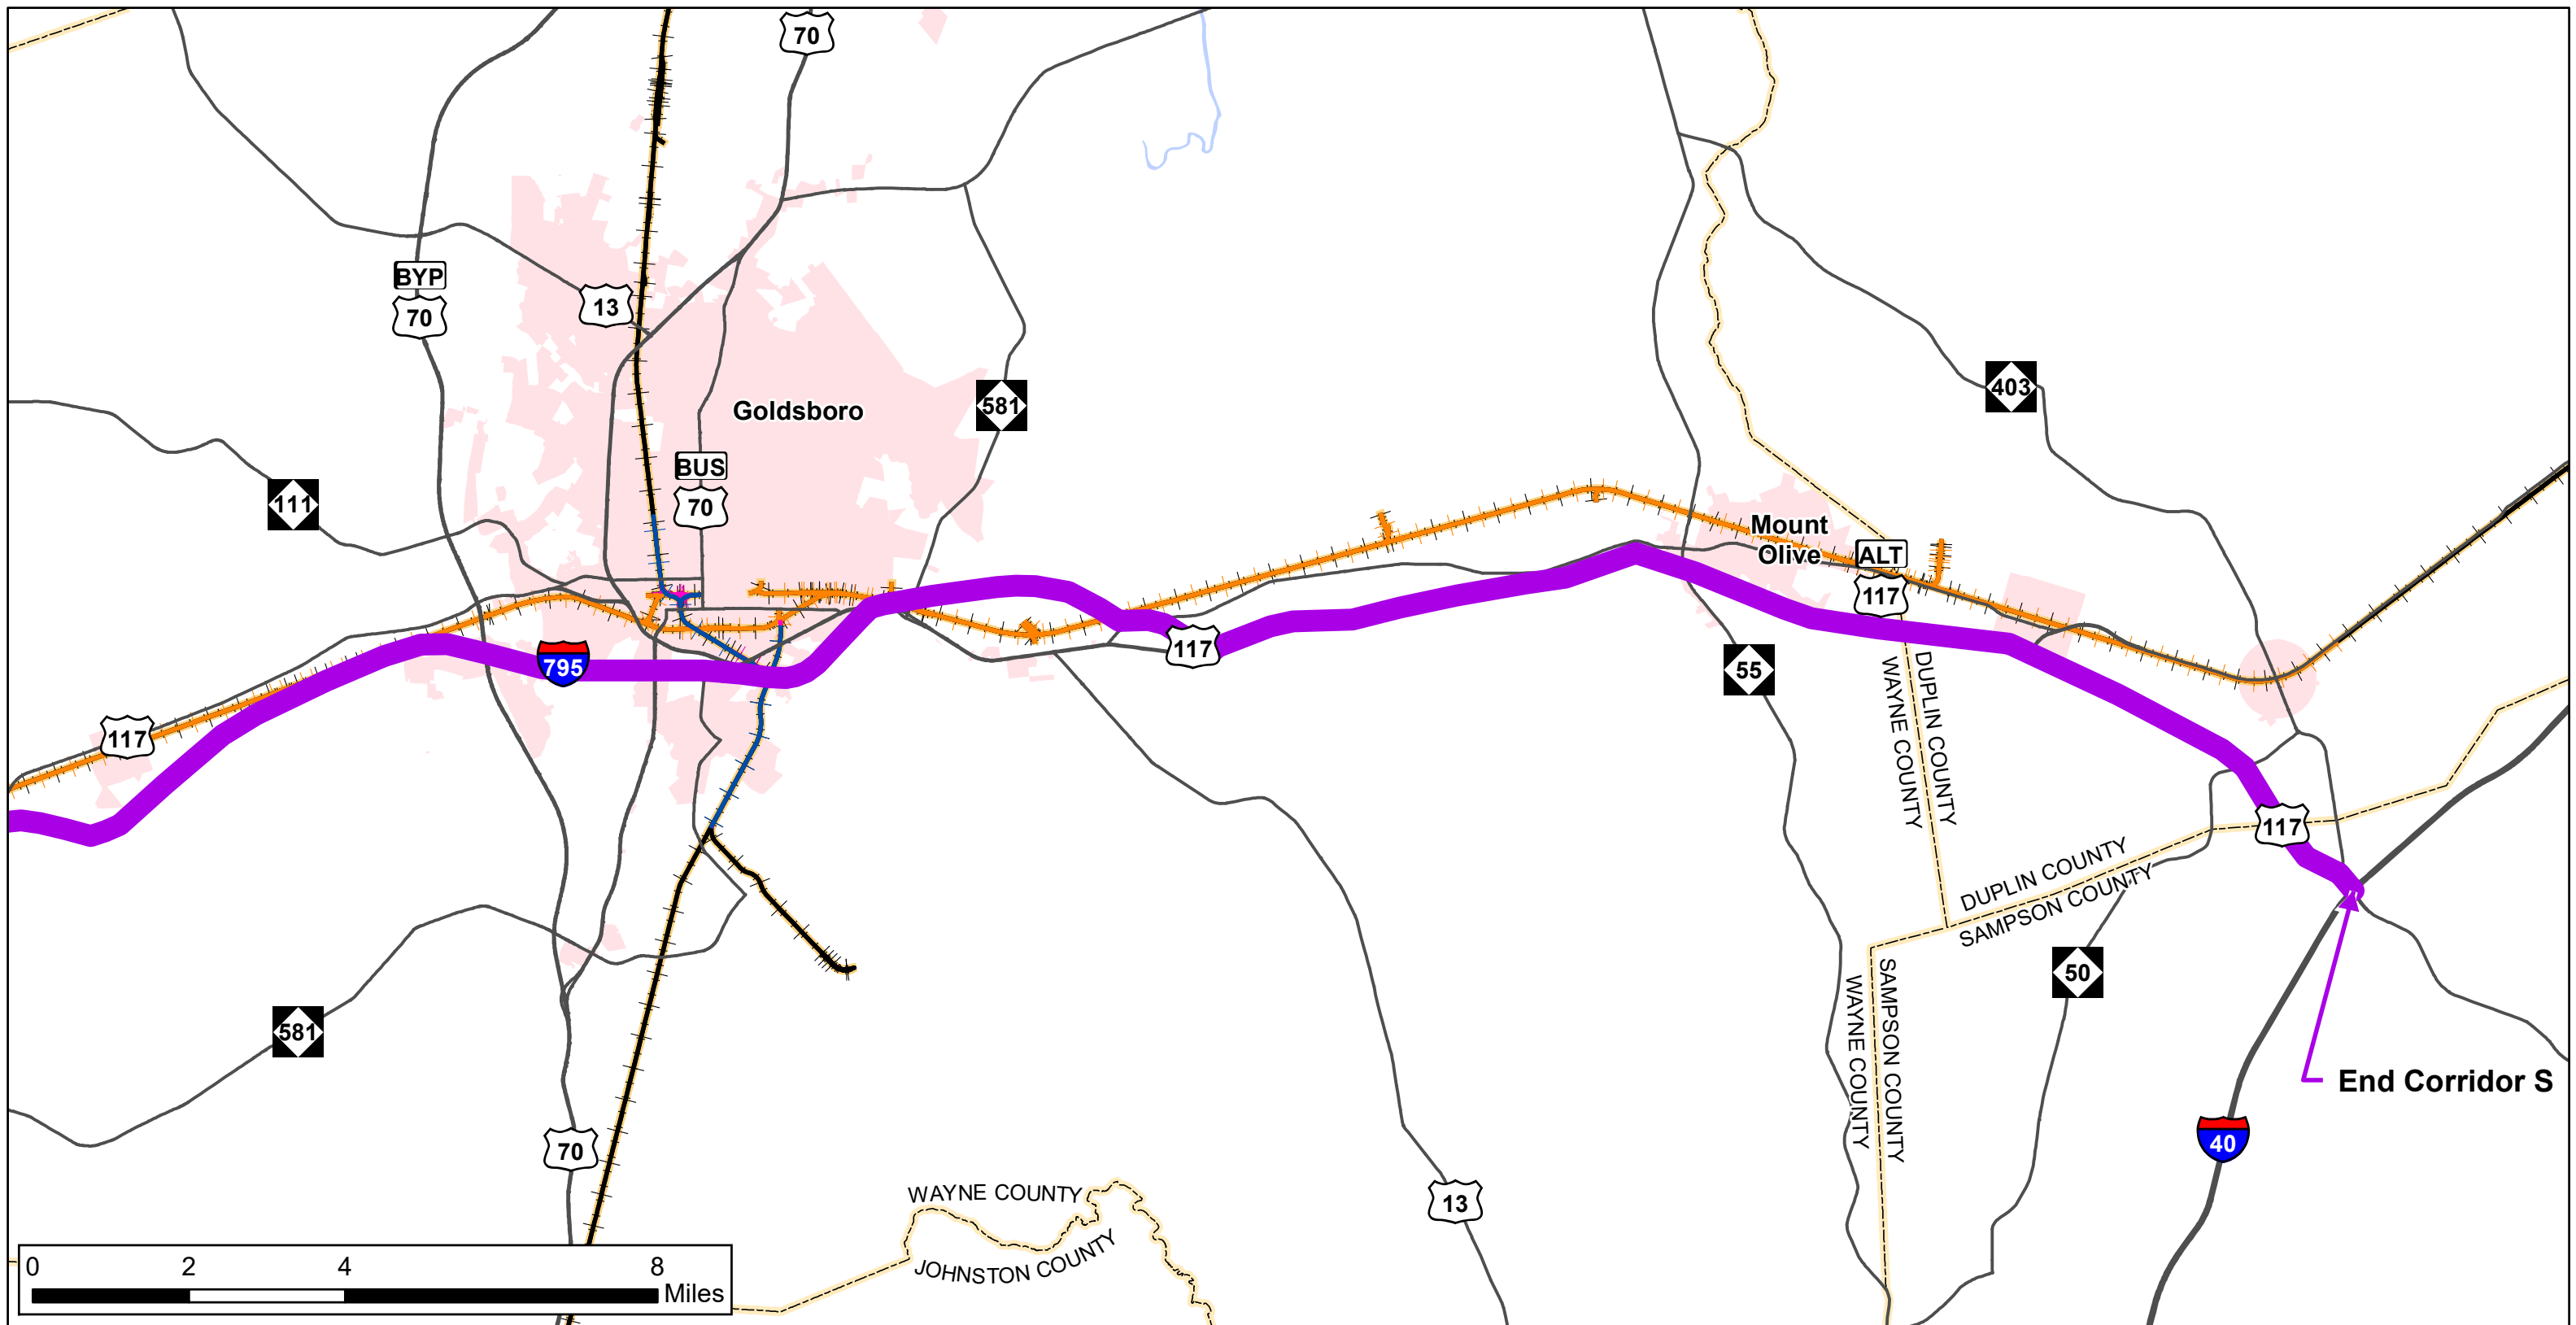 70
BYP
70
13
Goldsboro
581
403
BUS
70
111
Mount
Olive
ALT
117
117
795
55
117
DUPLIN COUNTY
WAYNE COUNTY
117
DUPLIN COUNTY
SAMPSON COUNTY
50
581
SAMPSON COUNTY
WAYNE COUNTY
End Corridor S
40
70
WAYNE COUNTY
JOHNSTON COUNTY
13
0 2 4 8
Miles